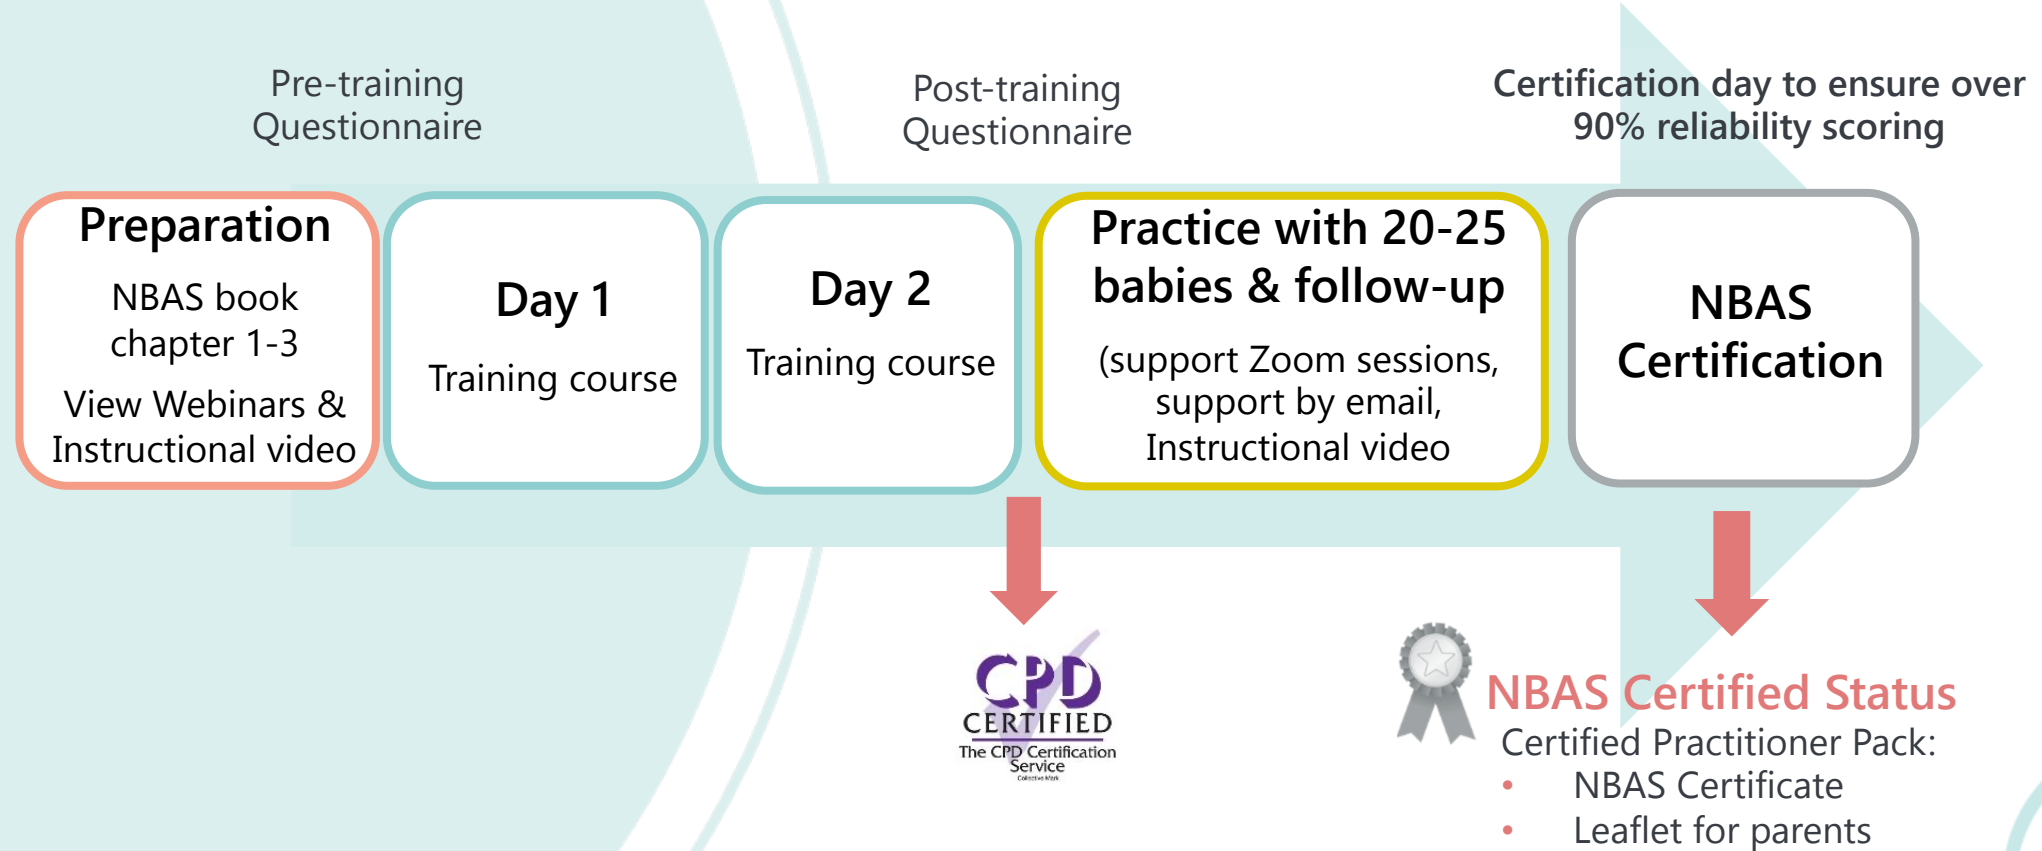 Pre-training
Questionnaire
Post-training
Questionnaire
Certification day to ensure over
90% reliability scoring
Preparation
NBAS book
chapter 1-3
View Webinars &
Instructional video
Day 1
Training course
Day 2
Training course
Practice with 20-25
babies & follow-up
(support Zoom sessions,
support by email,
Instructional video
NBAS
Certification
CPD
CERTIFIED
The CPD Certification
Service
Collective Mark
NBAS Certified Status
Certified Practitioner Pack:
• NBAS Certificate
• Leaflet for parents